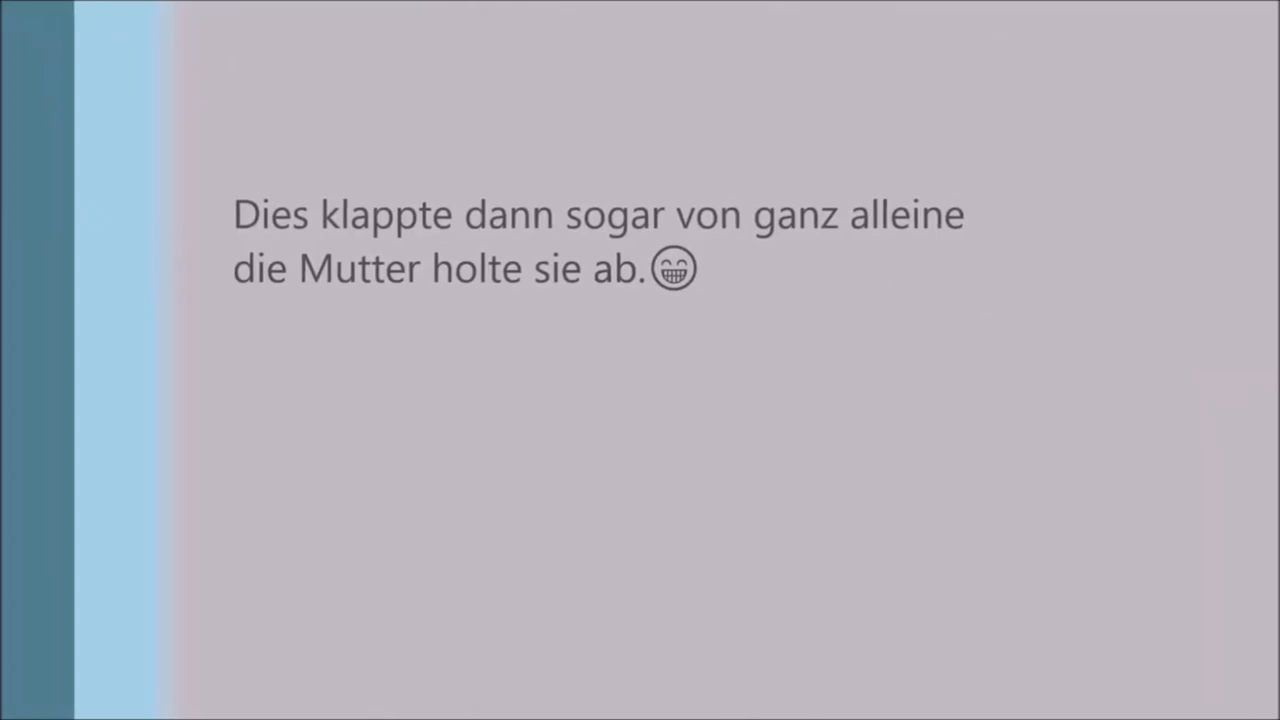 Dies klappte dann sogar von ganz alleine
die Mutter holte sie ab.😁